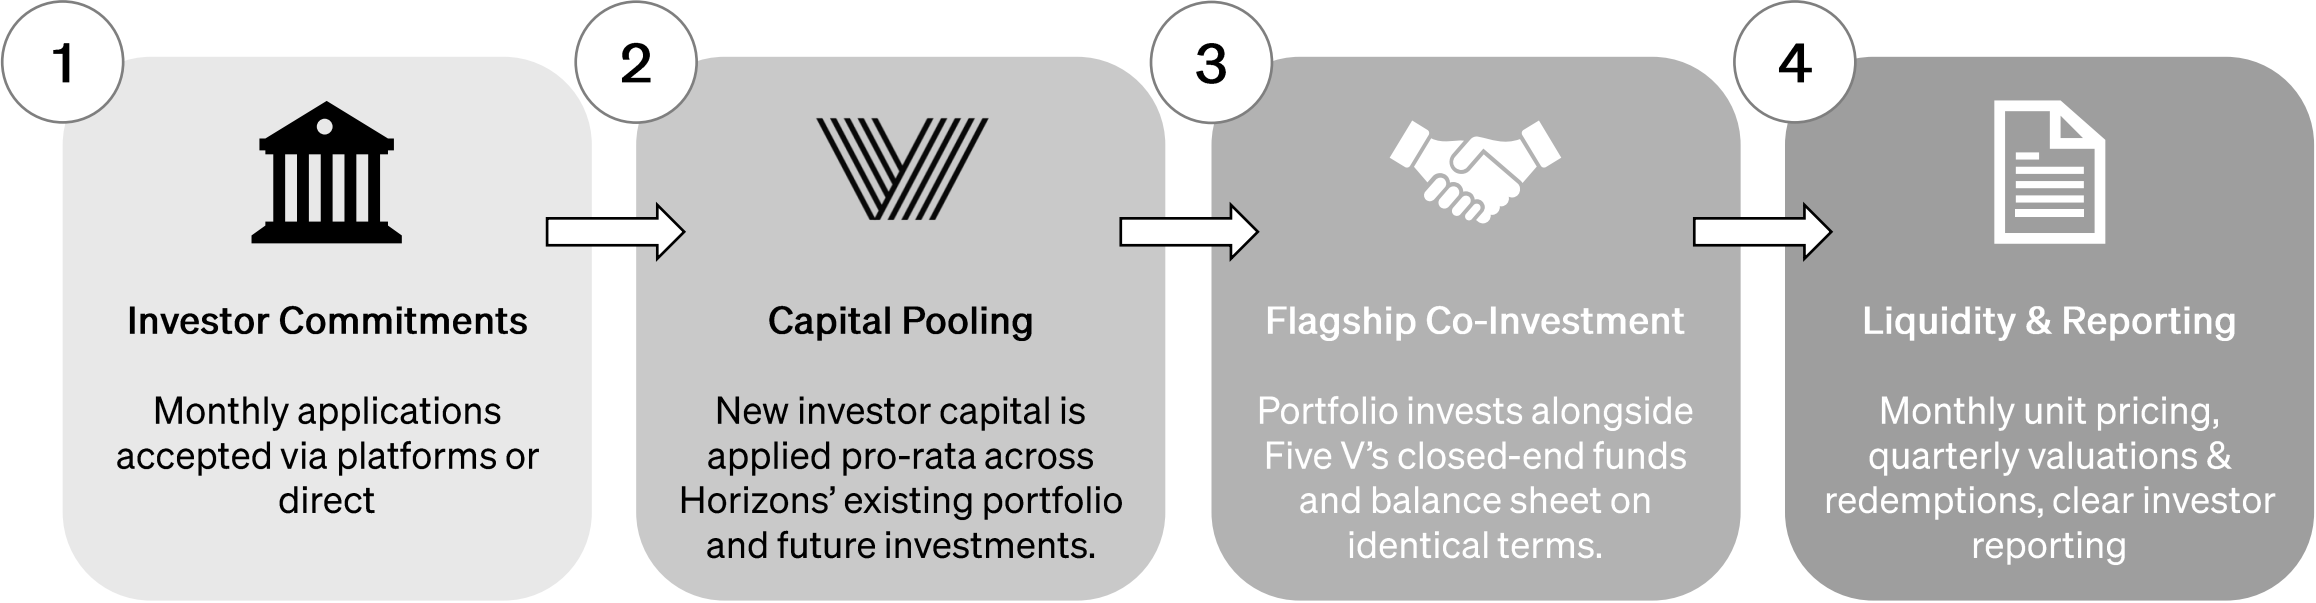 1
Investor Commitments
Monthly applications
accepted via platforms or
direct
2
Capital Pooling
New investor capital is
applied pro-rata across
Horizons’ existing portfolio
and future investments.
3
Flagship Co-Investment
Portfolio invests alongside
Five V’s closed-end funds
and balance sheet on
identical terms.
4
Liquidity & Reporting
Monthly unit pricing,
quarterly valuations &
redemptions, clear investor
reporting